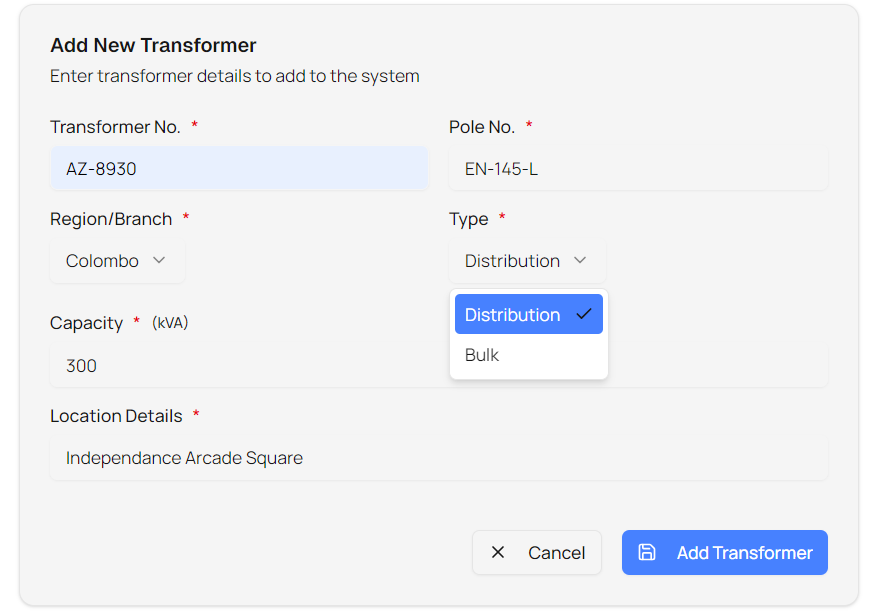 Add New Transformer
Enter transformer details to add to the system
Transformer No. *
Pole No. *
AZ-8930
EN-145-L
Region/Branch *
Type *
Colombo
Distribution
Distribution
Bulk
Capacity * (kVA)
300
Location Details *
Independance Arcade Square
Cancel
Add Transformer